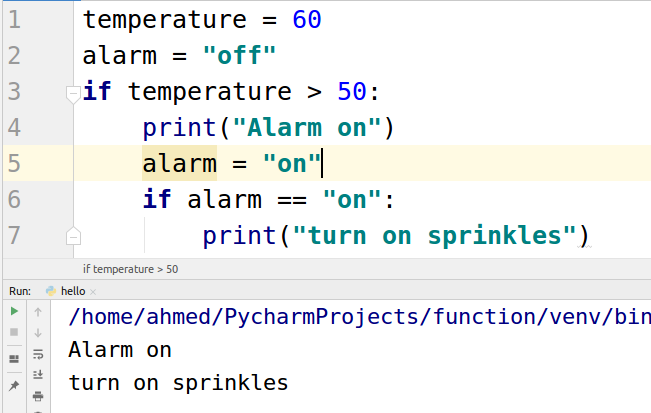 1 temperature = 60
2 alarm = "off"
3 if temperature > 50:
4 print("Alarm on")
5 alarm = "on"
6 if alarm == "on":
7 print("turn on sprinkles")
if temperature > 50
Run: hello ×
/home/ahmed/PycharmProjects/function/venv/bin
Alarm on
turn on sprinkles